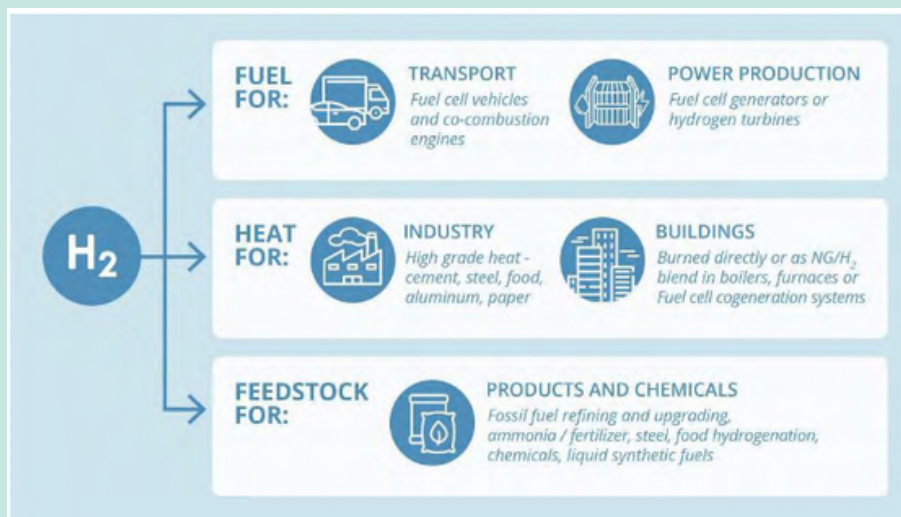 H₂
FUEL
FOR:
TRANSPORT
Fuel cell vehicles
and co-combustion
engines
POWER PRODUCTION
Fuel cell generators or
hydrogen turbines
HEAT
FOR:
INDUSTRY
High grade heat -
cement, steel, food,
aluminum, paper
BUILDINGS
Burned directly or as NG/H₂
blend in boilers, furnaces or
Fuel cell cogeneration systems
FEEDSTOCK
FOR:
PRODUCTS AND CHEMICALS
Fossil fuel refining and upgrading,
ammonia / fertilizer, steel, food hydrogenation,
chemicals, liquid synthetic fuels